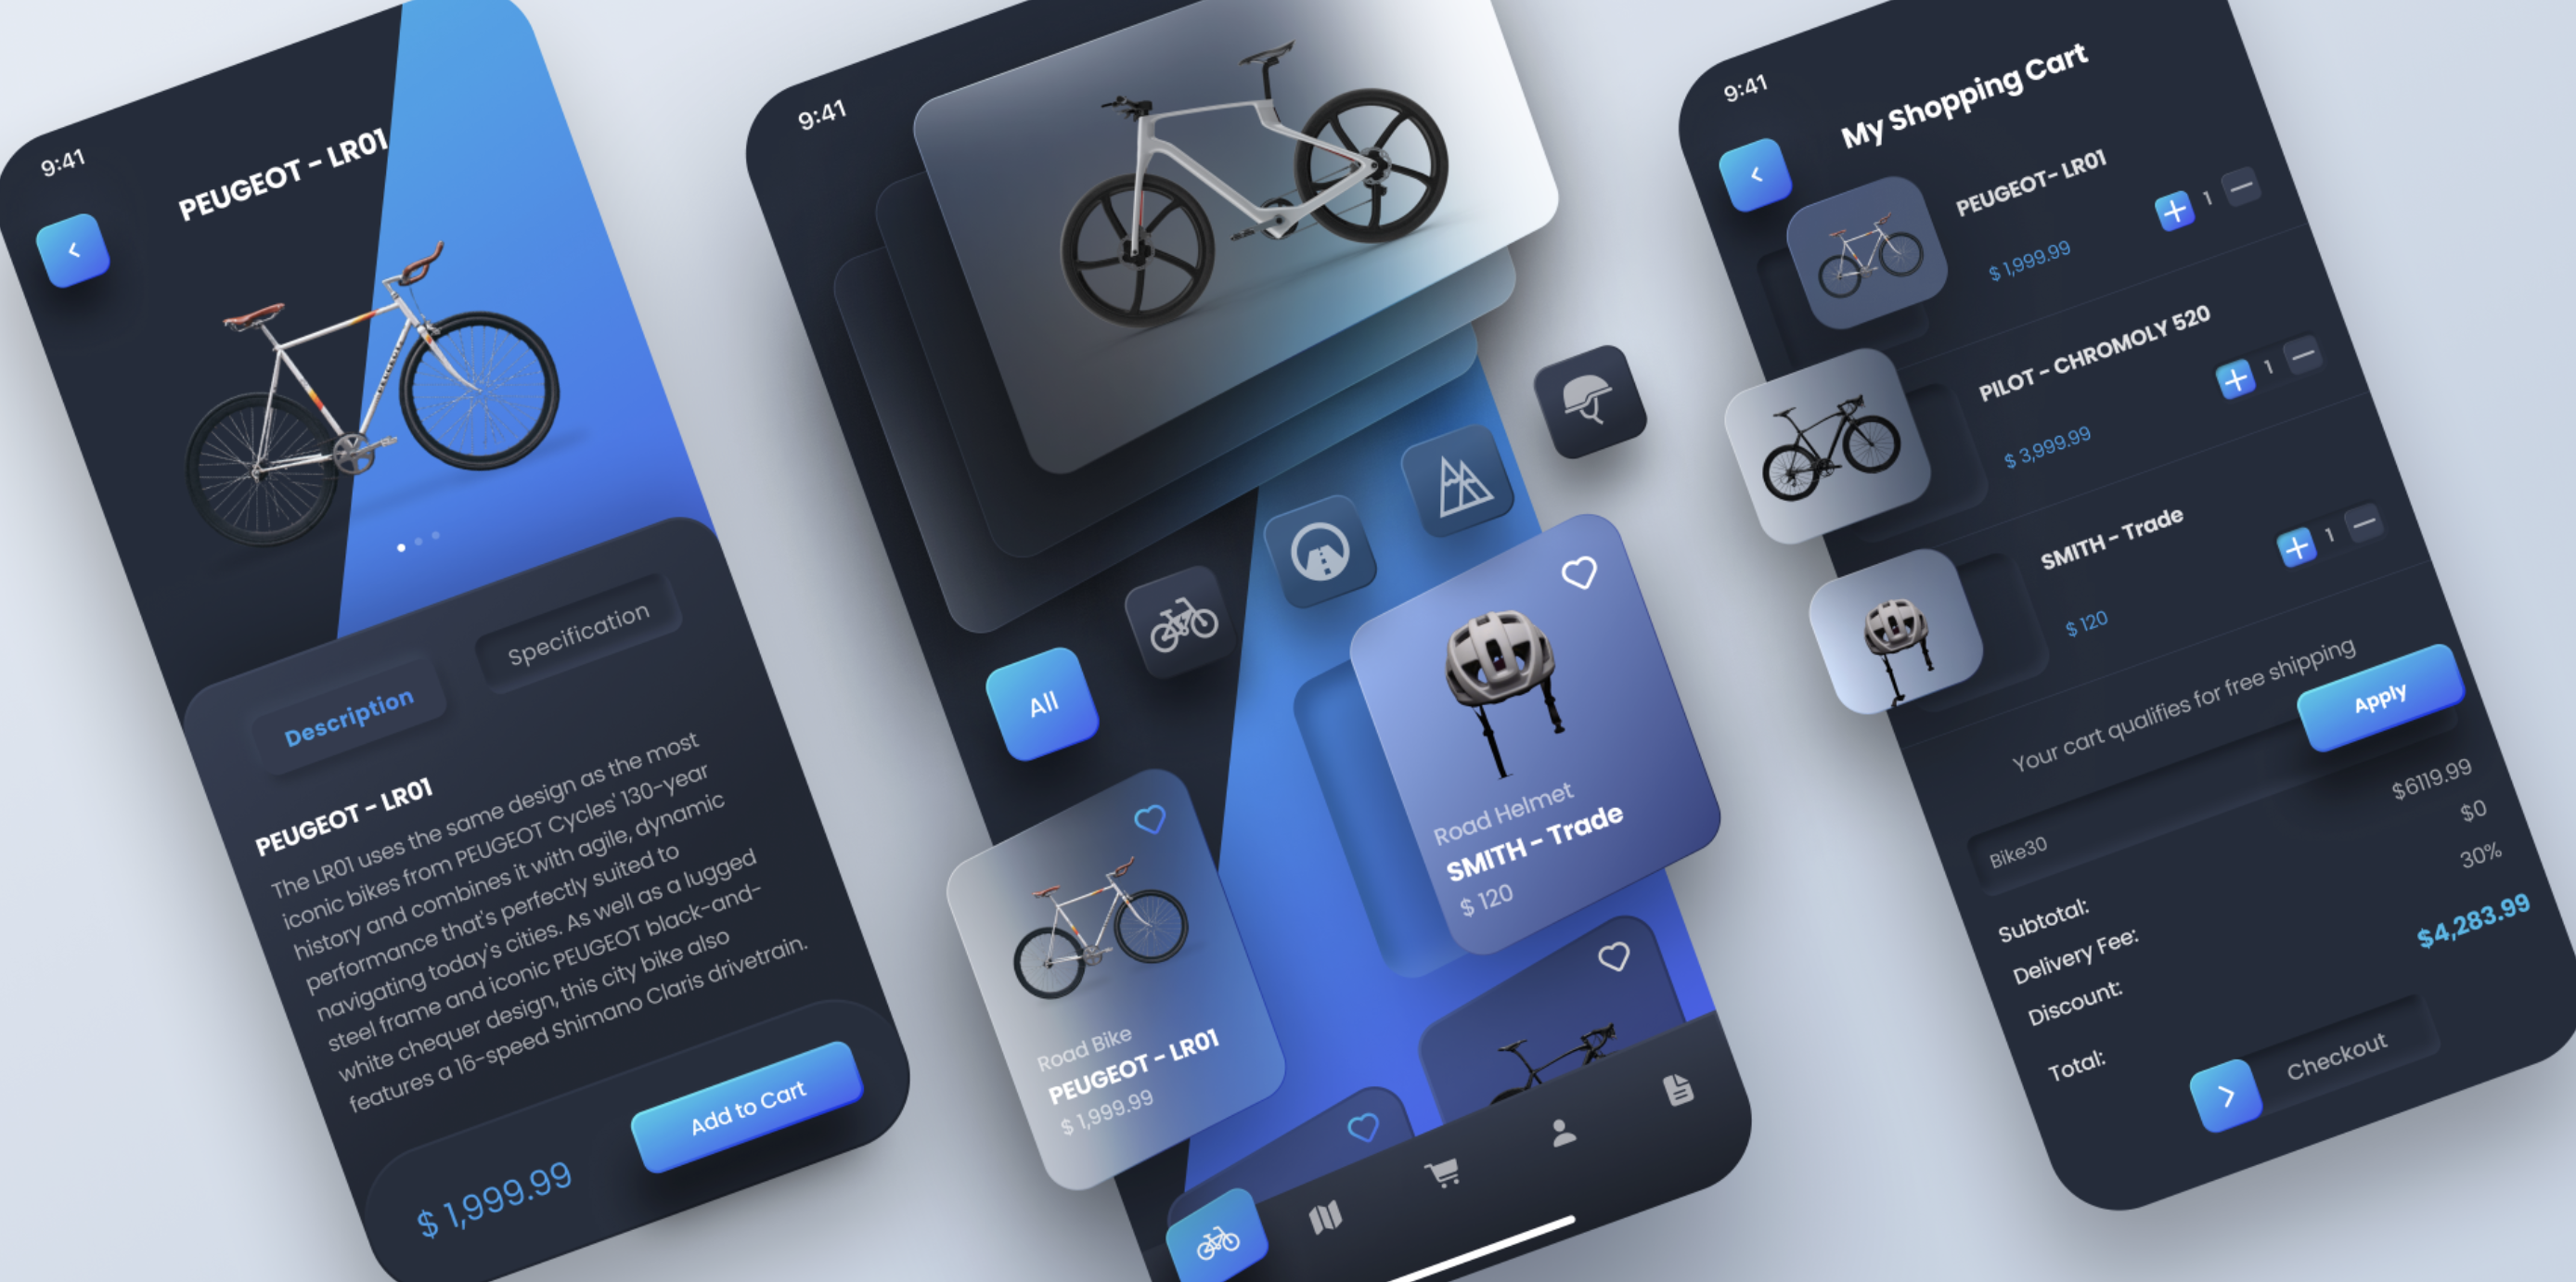 9:41
PEUGEOT - LR01
Description
Specification
PEUGEOT - LR01
The LR01 uses the same design as the most
iconic bikes from PEUGEOT Cycles' 130-year
history and combines it with agile, dynamic
performance that's perfectly suited to
navigating today's cities. As well as a lugged
steel frame and iconic PEUGEOT black-and-
white chequer design, this city bike also
features a 16-speed Shimano Claris drivetrain.
$ 1,999.99
Add to Cart
9:41
All
Road Helmet
SMITH - Trade
$ 120
Road Bike
PEUGEOT - LR01
$ 1,999.99
9:41
My Shopping Cart
PEUGEOT- LR01
$ 1,999.99
1
PILOT - CHROMOLY 520
$ 3,999.99
1
SMITH - Trade
$ 120
1
Your cart qualifies for free shipping
Bike30
Apply
Subtotal: $6119.99
Delivery Fee: $0
Discount: 30%
Total: $4,283.99
Checkout